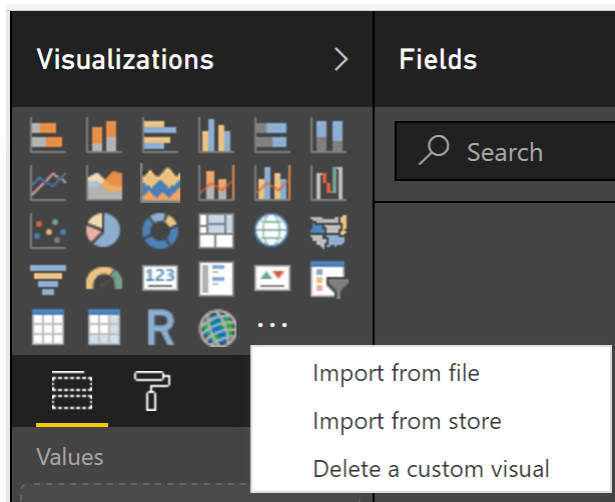 Visualizations
Fields
Search
123
R
...
Import from file
Import from store
Delete a custom visual
Values